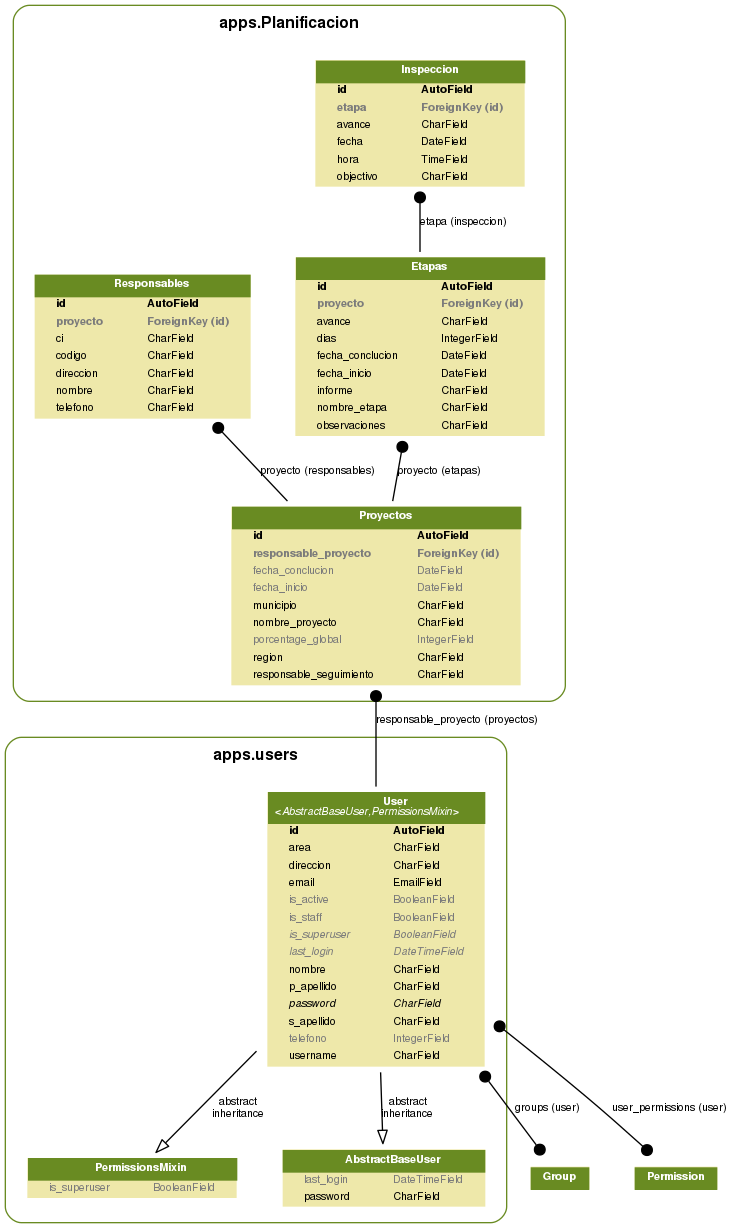 apps.Planificacion
Inspeccion
id AutoField
etapa ForeignKey (id)
avance CharField
fecha DateField
hora TimeField
objectivo CharField
etapa (inspeccion)
Responsables
id AutoField
proyecto ForeignKey (id)
ci CharField
codigo CharField
direccion CharField
nombre CharField
telefono CharField
Etapas
id AutoField
proyecto ForeignKey (id)
avance CharField
dias IntegerField
fecha_conclucion DateField
fecha_inicio DateField
informe CharField
nombre_etapa CharField
observaciones CharField
proyecto (responsables)
proyecto (etapas)
Proyectos
id AutoField
responsable_proyecto ForeignKey (id)
fecha_conclucion DateField
fecha_inicio DateField
municipio CharField
nombre_proyecto CharField
porcentage_global IntegerField
region CharField
responsable_seguimiento CharField
responsable_proyecto (proyectos)
apps.users
User
<AbstractBaseUser,PermissionsMixin>
id AutoField
area CharField
direccion CharField
email EmailField
is_active BooleanField
is_staff BooleanField
is_superuser BooleanField
last_login DateTimeField
nombre CharField
p_apellido CharField
password CharField
s_apellido CharField
telefono IntegerField
username CharField
abstract
inheritance
abstract
inheritance
groups (user)
user_permissions (user)
PermissionsMixin
is_superuser BooleanField
AbstractBaseUser
last_login DateTimeField
password CharField
Group
Permission